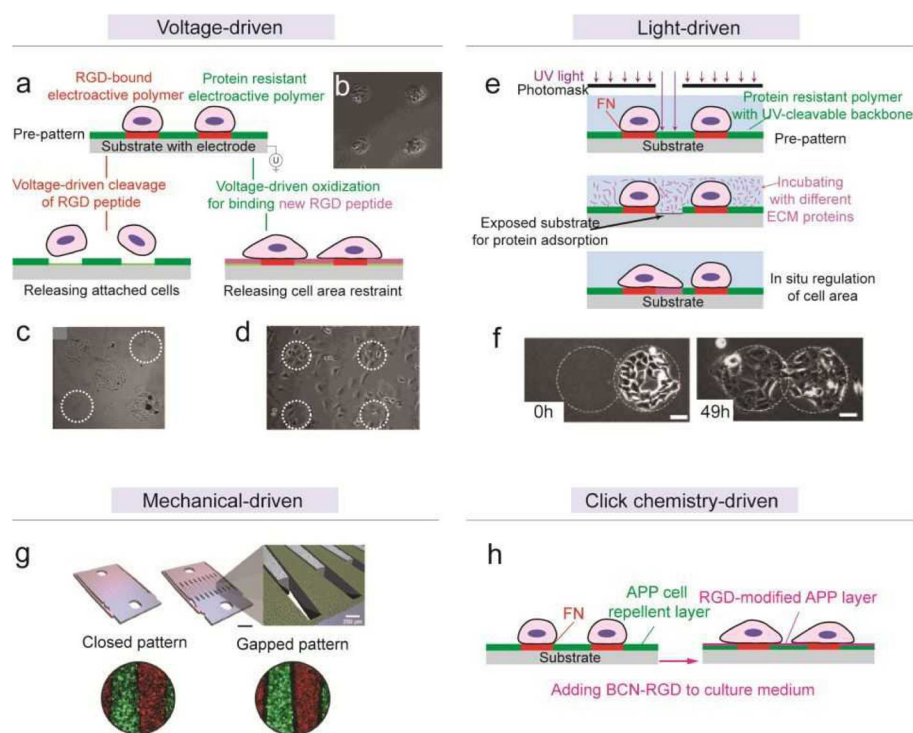 Voltage-driven
a
RGD-bound
electroactive polymer
Protein resistant
electroactive polymer
b
Pre-pattern
Substrate with electrode
U
Voltage-driven cleavage
of RGD peptide
Voltage-driven oxidization
for binding new RGD peptide
Releasing attached cells
Releasing cell area restraint
c
d
Light-driven
e
UV light
Photomask
FN
Protein resistant polymer
with UV-cleavable backbone
Pre-pattern
Substrate
Incubating
with different
ECM proteins
Exposed substrate
for protein adsorption
In situ regulation
of cell area
Substrate
f
0h
49h
Mechanical-driven
g
Closed pattern
Gapped pattern
Click chemistry-driven
h
FN
APP cell
repellent layer
RGD-modified APP layer
Substrate
Adding BCN-RGD to culture medium